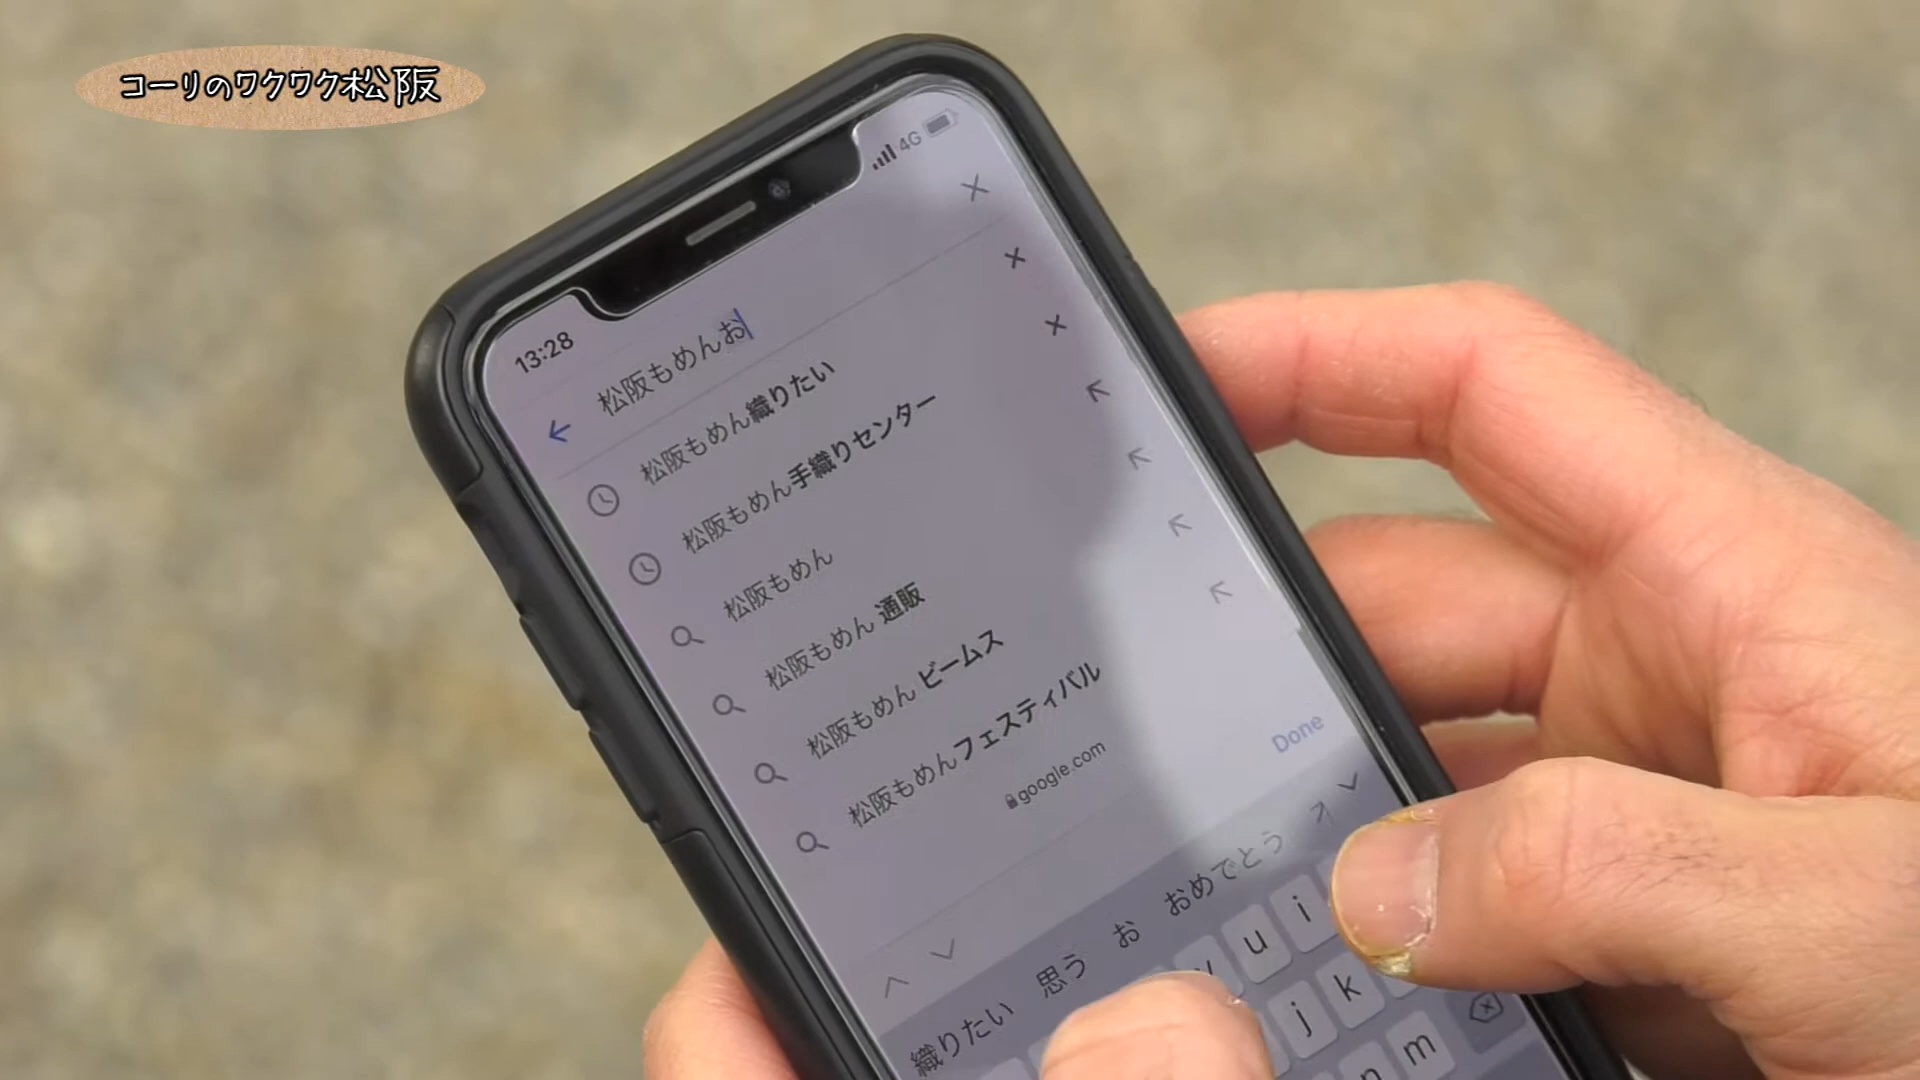 コーリのワクワク松阪
4G
13:28
松阪もめんお
松阪もめん織りたい
松阪もめん手織りセンター
松阪もめん
松阪もめん 通販
松阪もめん ビームス
松阪もめんフェスティバル
google.com
Done
織りたい 思う お おめでとう オ
u i
j k
n m